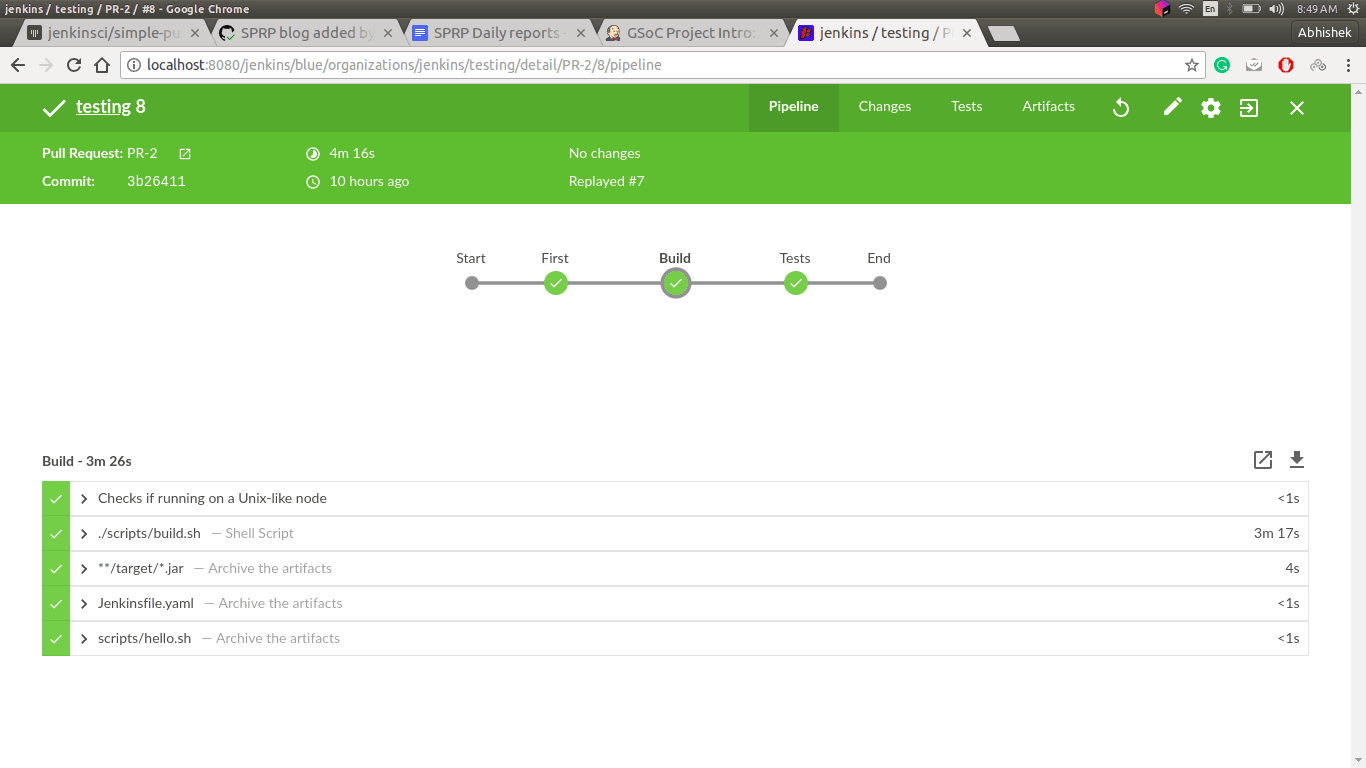 jenkins / testing / PR-2 / #8 - Google Chrome
En
8:49 AM
jenkinsci/simple-pu
SPRP blog added by
SPRP Daily reports -
GSoC Project Intro:
jenkins / testing / P
Abhishek
localhost:8080/jenkins/blue/organizations/jenkins/testing/detail/PR-2/8/pipeline
testing 8
Pipeline
Changes
Tests
Artifacts
Pull Request: PR-2
4m 16s
No changes
Commit: 3b26411
10 hours ago
Replayed #7
Start
First
Build
Tests
End
Build - 3m 26s
Checks if running on a Unix-like node <1s
./scripts/build.sh — Shell Script 3m 17s
**/target/*.jar — Archive the artifacts 4s
Jenkinsfile.yaml — Archive the artifacts <1s
scripts/hello.sh — Archive the artifacts <1s